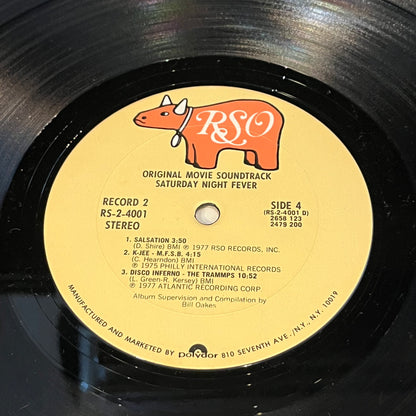 RSO
ORIGINAL MOVIE SOUNDTRACK
SATURDAY NIGHT FEVER
RECORD 2
RS-2-4001
STEREO
SIDE 4
(RS-2-4001 D)
2658 123
2479 200
1. SALSATION 3:50
(D. Shire) BMI ℗ 1977 RSO RECORDS, INC.
2. K-JEE - M.F.S.B. 4:15
(C. Hearndon) BMI
℗ 1975 PHILLY INTERNATIONAL RECORDS
3. DISCO INFERNO - THE TRAMMPS 10:52
(L. Green-R. Kersey) BMI
℗ 1977 ATLANTIC RECORDING CORP.
Album Supervision and Compilation by
Bill Oakes
MANUFACTURED AND MARKETED BY polydor 810 SEVENTH AVE./N.Y., N.Y. 10019